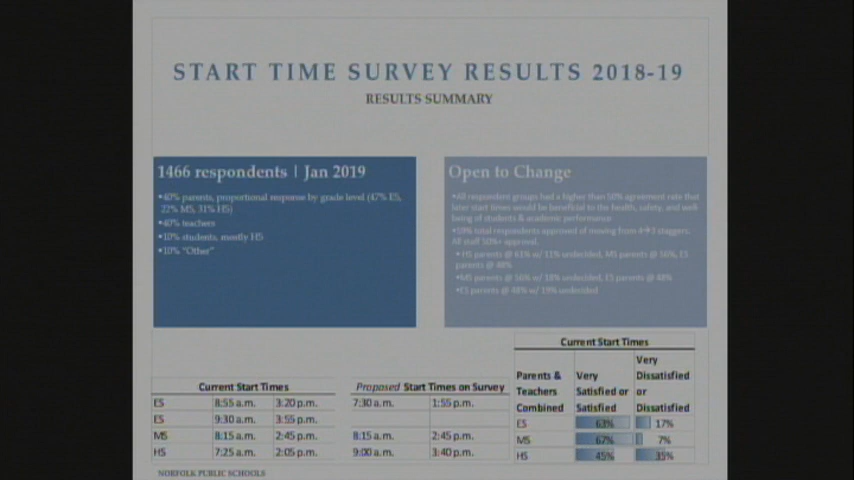 START TIME SURVEY RESULTS 2018-19
RESULTS SUMMARY
1466 respondents | Jan 2019
•40% parents, proportional response by grade level (47% ES,
22% MS, 31% HS)
•40% teachers
•10% students, mostly HS
•10% "Other"
Open to Change
•All respondent groups had a higher than 50% agreement rate that
later start times would be beneficial to the health, safety, and well
being of students & academic performance
•59% total respondents approved of moving from 4→3 staggers.
All staff 50%+ approval.
•HS parents @ 61% w/ 11% undecided, MS parents @ 56%, ES
parents @ 48%
•MS parents @ 56% w/ 18% undecided, ES parents @ 48%
•ES parents @ 48% w/ 19% undecided
Current Start Times
ES 8:55 a.m. 3:20 p.m.
ES 9:30 a.m. 3:55 p.m.
MS 8:15 a.m. 2:45 p.m.
HS 7:25 a.m. 2:05 p.m.
Proposed Start Times on Survey
7:30 a.m. 1:55 p.m.
8:15 a.m. 2:45 p.m.
9:00 a.m. 3:40 p.m.
Current Start Times
Very
Parents & Very Dissatisfied
Teachers Satisfied or or
Combined Satisfied Dissatisfied
ES 63% 17%
MS 67% 7%
HS 45% 35%
NORFOLK PUBLIC SCHOOLS